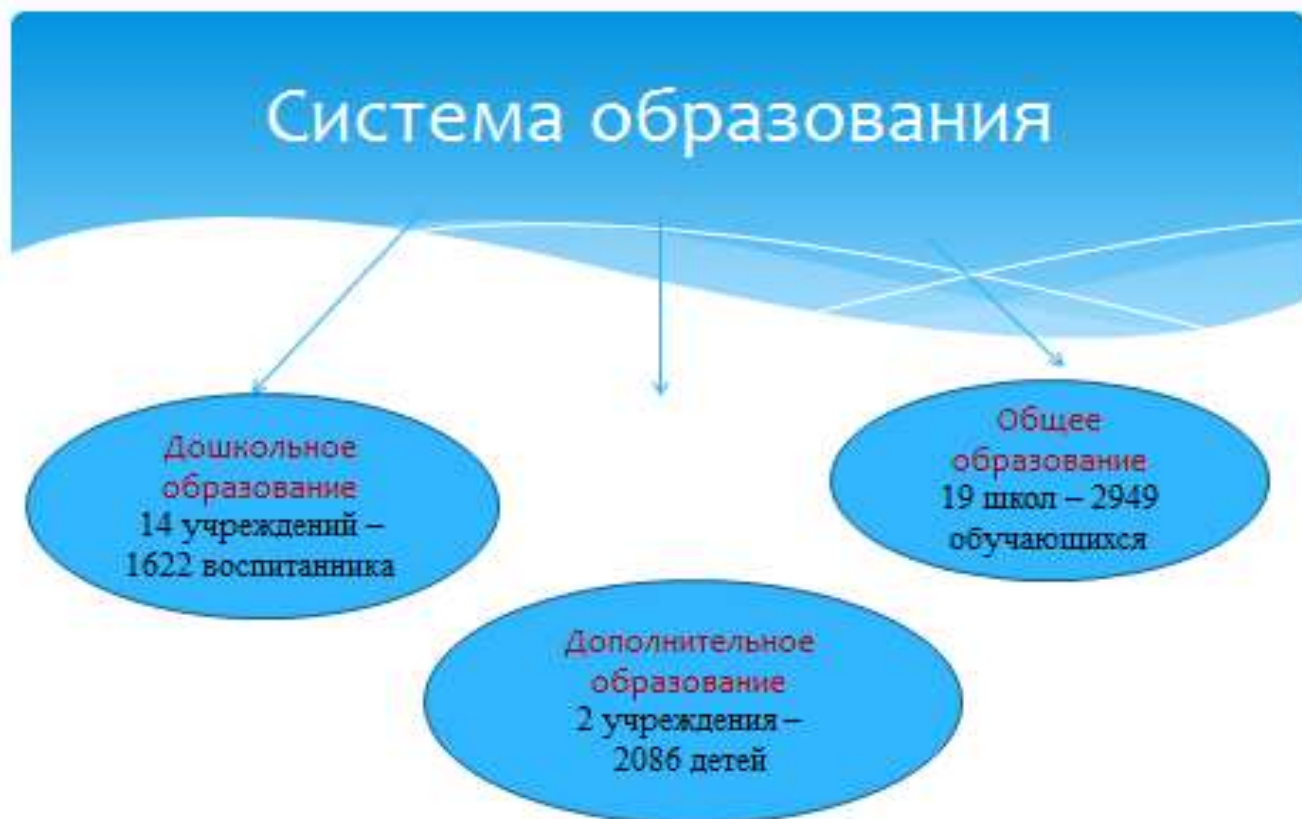 Система образования
Дошкольное
образование
14 учреждений –
1622 воспитанника
Общее
образование
19 школ – 2949
обучающихся
Дополнительное
образование
2 учреждения –
2086 детей